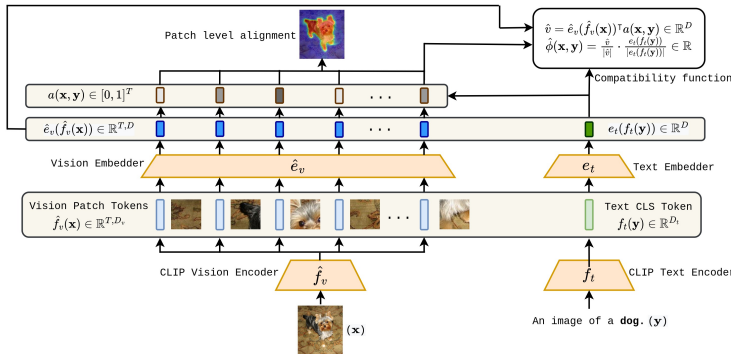 Patch level alignment
v̂ = ê_v(f̂_v(x))ᵀa(x,y) ∈ ℝ^D
ϕ̂(x,y) = v̂/|v̂| · e_t(f_t(y))/|e_t(f_t(y))| ∈ ℝ
Compatibility function
a(x,y) ∈ [0,1]^T
...
ê_v(f̂_v(x)) ∈ ℝ^{T,D}
...
e_t(f_t(y)) ∈ ℝ^D
Vision Embedder
ê_v
e_t
Text Embedder
Vision Patch Tokens
f̂_v(x) ∈ ℝ^{T,D_v}
...
Text CLS Token
f_t(y) ∈ ℝ^{D_t}
CLIP Vision Encoder
f̂_v
f_t
CLIP Text Encoder
(x)
An image of a dog. (y)